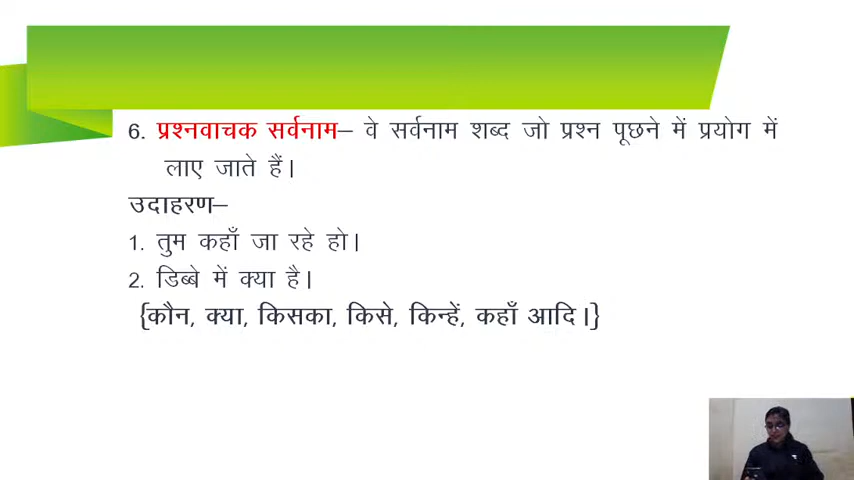 6. प्रश्नवाचक सर्वनाम– वे सर्वनाम शब्द जो प्रश्न पूछने में प्रयोग में
लाए जाते हैं।
उदाहरण–
1. तुम कहाँ जा रहे हो।
2. डिब्बे में क्या है।
{कौन, क्या, किसका, किसे, किन्हें, कहाँ आदि।}